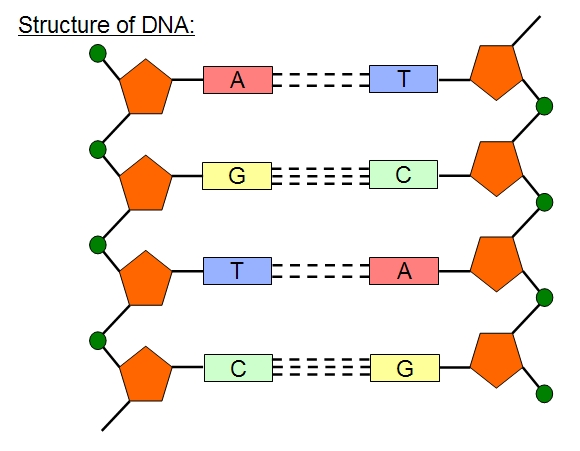 Structure of DNA:
A T
G C
T A
C G